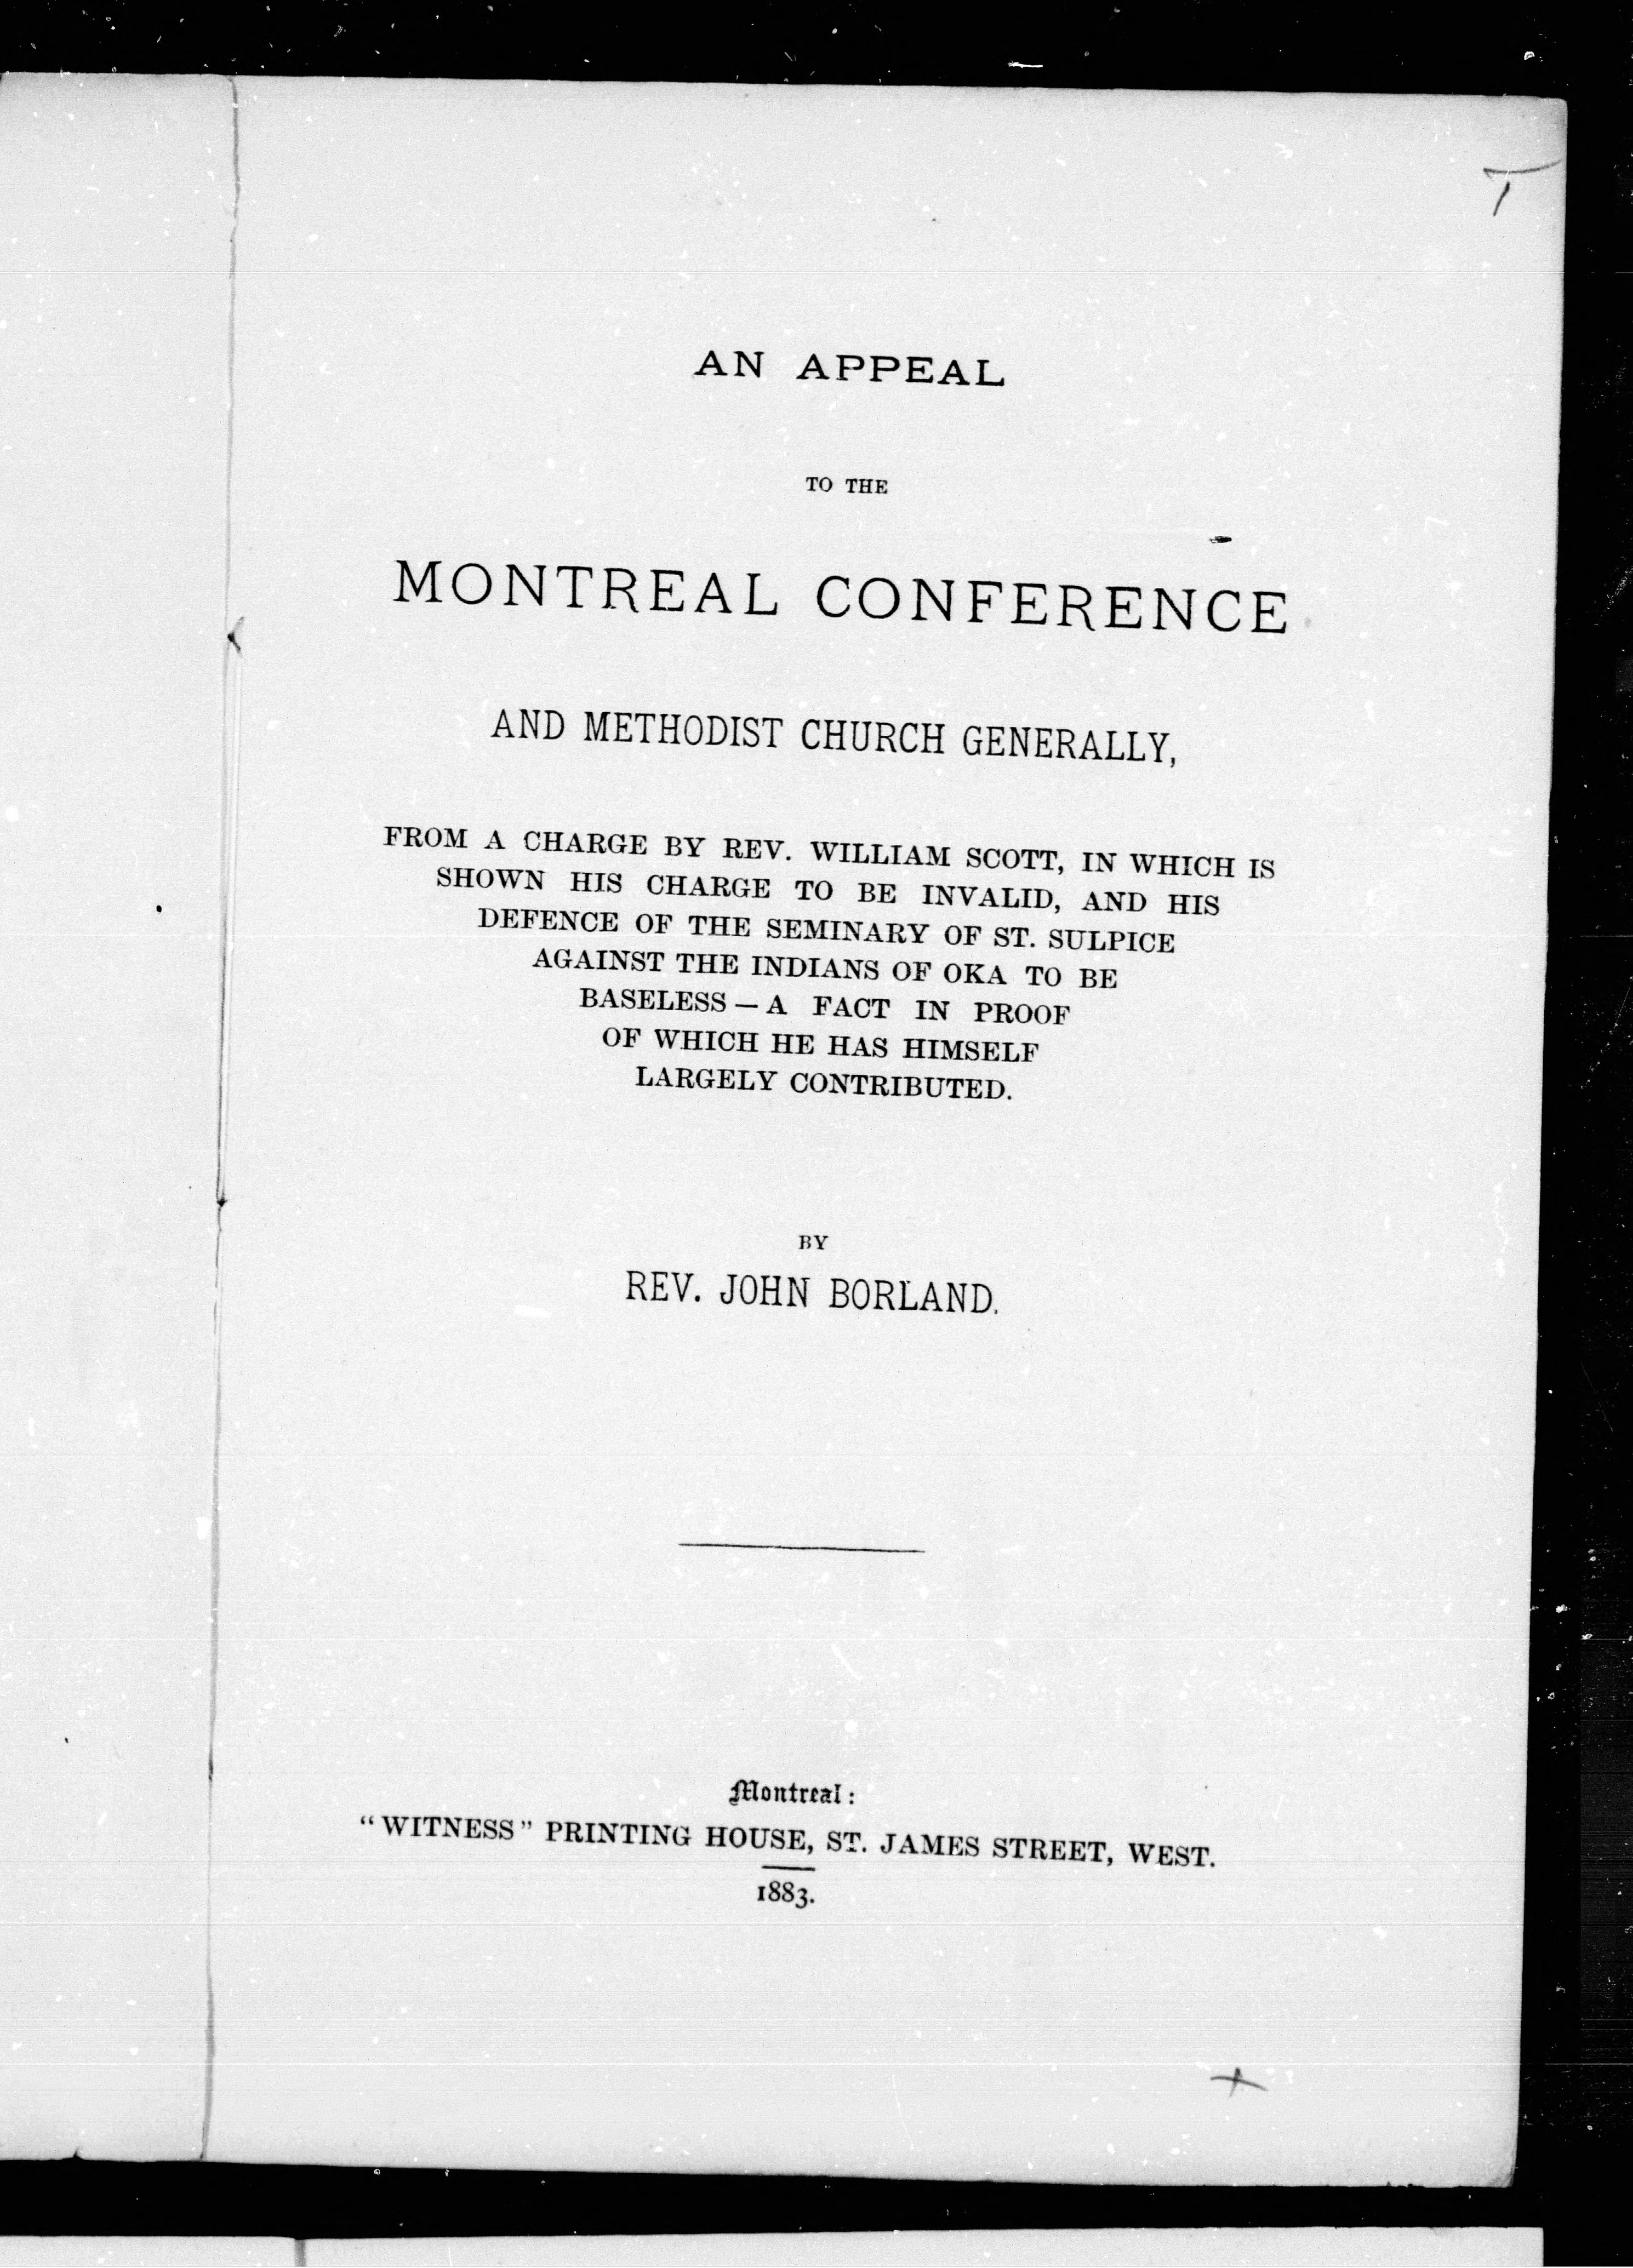 T
AN APPEAL
TO THE
MONTREAL CONFERENCE
AND METHODIST CHURCH GENERALLY,
FROM A CHARGE BY REV. WILLIAM SCOTT, IN WHICH IS
SHOWN HIS CHARGE TO BE INVALID, AND HIS
DEFENCE OF THE SEMINARY OF ST. SULPICE
AGAINST THE INDIANS OF OKA TO BE
BASELESS — A FACT IN PROOF
OF WHICH HE HAS HIMSELF
LARGELY CONTRIBUTED.
BY
REV. JOHN BORLAND.
Montreal:
“WITNESS” PRINTING HOUSE, ST. JAMES STREET, WEST.
1883.